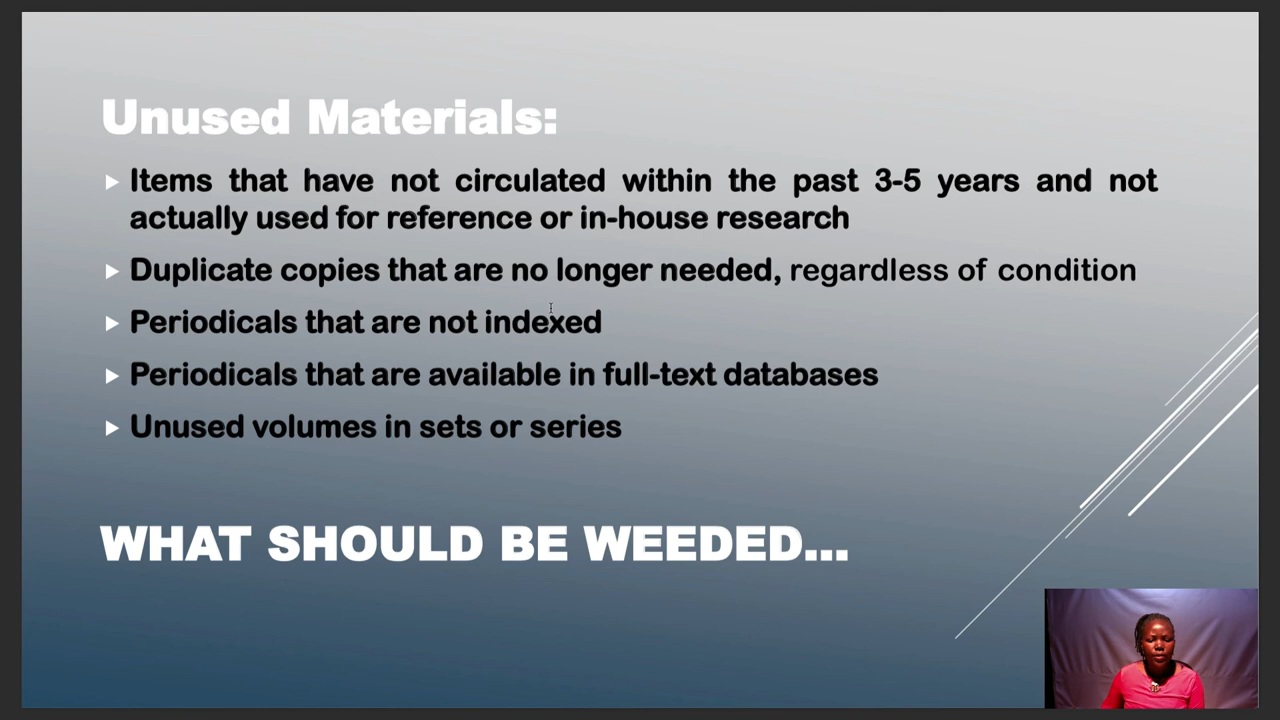 Unused Materials:
Items that have not circulated within the past 3-5 years and not
actually used for reference or in-house research
Duplicate copies that are no longer needed, regardless of condition
Periodicals that are not indexed
Periodicals that are available in full-text databases
Unused volumes in sets or series
WHAT SHOULD BE WEEDED...